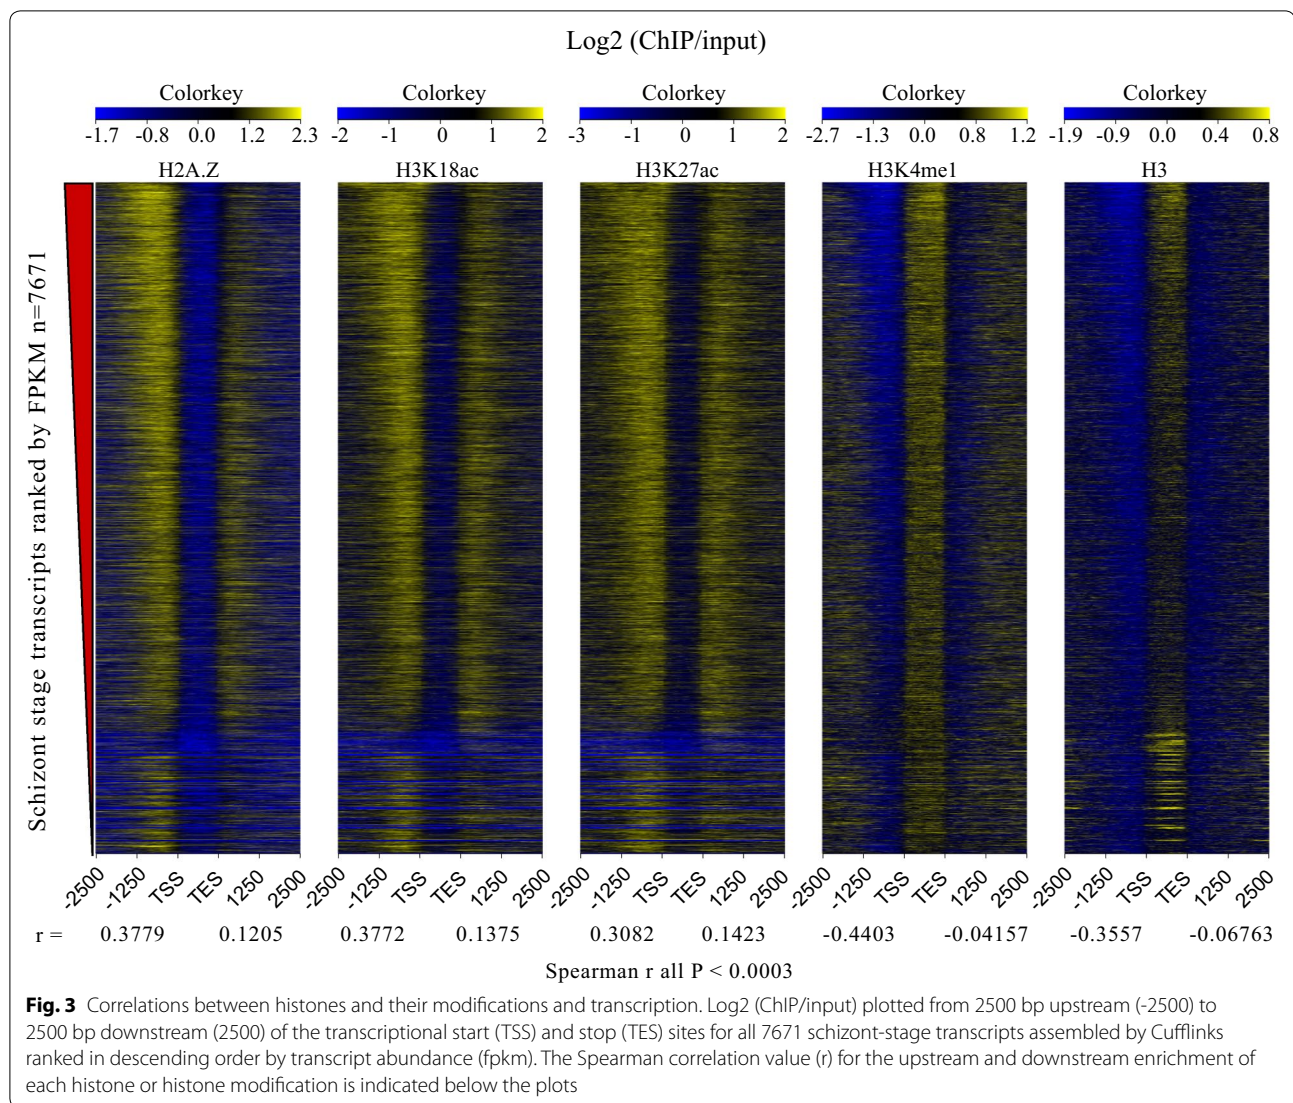 Log2 (ChIP/input)
Colorkey Colorkey Colorkey Colorkey Colorkey
-1.7 -0.8 0.0 1.2 2.3 -2 -1 0 1 2 -3 -1 0 1 2 -2.7 -1.3 0.0 0.8 1.2 -1.9 -0.9 0.0 0.4 0.8
H2A.Z H3K18ac H3K27ac H3K4me1 H3
Schizont stage transcripts ranked by FPKM n=7671
-2500 -1250 TSS TES 1250 2500 -2500 -1250 TSS TES 1250 2500 -2500 -1250 TSS TES 1250 2500 -2500 -1250 TSS TES 1250 2500 -2500 -1250 TSS TES 1250 2500
r = 0.3779 0.1205 0.3772 0.1375 0.3082 0.1423 -0.4403 -0.04157 -0.3557 -0.06763
Spearman r all P < 0.0003
Fig. 3 Correlations between histones and their modifications and transcription. Log2 (ChIP/input) plotted from 2500 bp upstream (-2500) to
2500 bp downstream (2500) of the transcriptional start (TSS) and stop (TES) sites for all 7671 schizont-stage transcripts assembled by Cufflinks
ranked in descending order by transcript abundance (fpkm). The Spearman correlation value (r) for the upstream and downstream enrichment of
each histone or histone modification is indicated below the plots